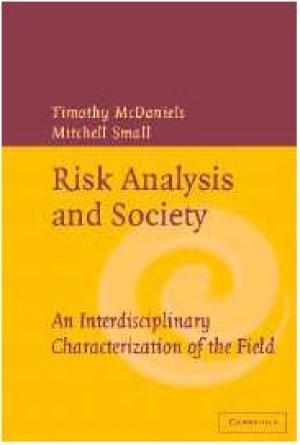 Timothy McDaniels
Mitchell Small
Risk Analysis
and Society
An Interdisciplinary
Characterization of the Field
CAMBRIDGE